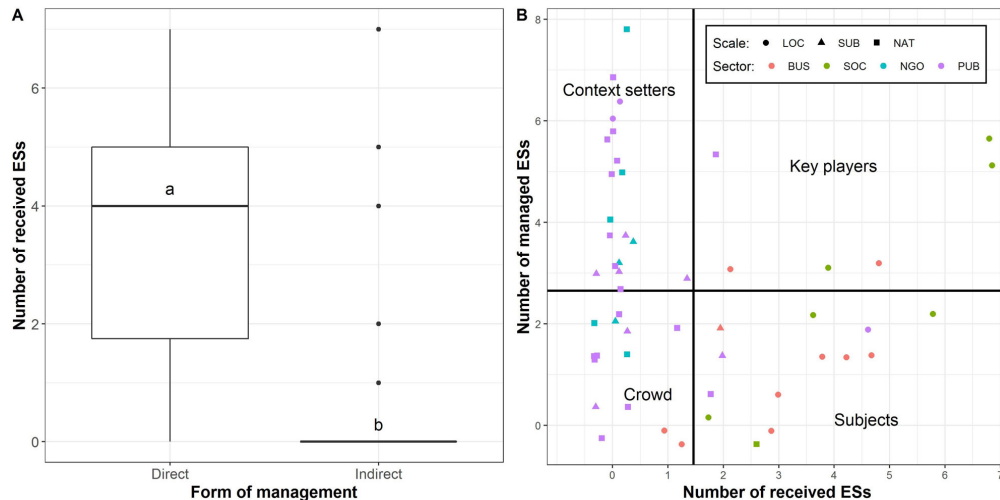 A
Number of received ESs
6
4
2
0
a
b
Direct
Indirect
Form of management
B
Number of managed ESs
8
6
4
2
0
Scale: LOC SUB NAT
Sector: BUS SOC NGO PUB
Context setters
Key players
Crowd
Subjects
0 1 2 3 4 5 6 7
Number of received ESs